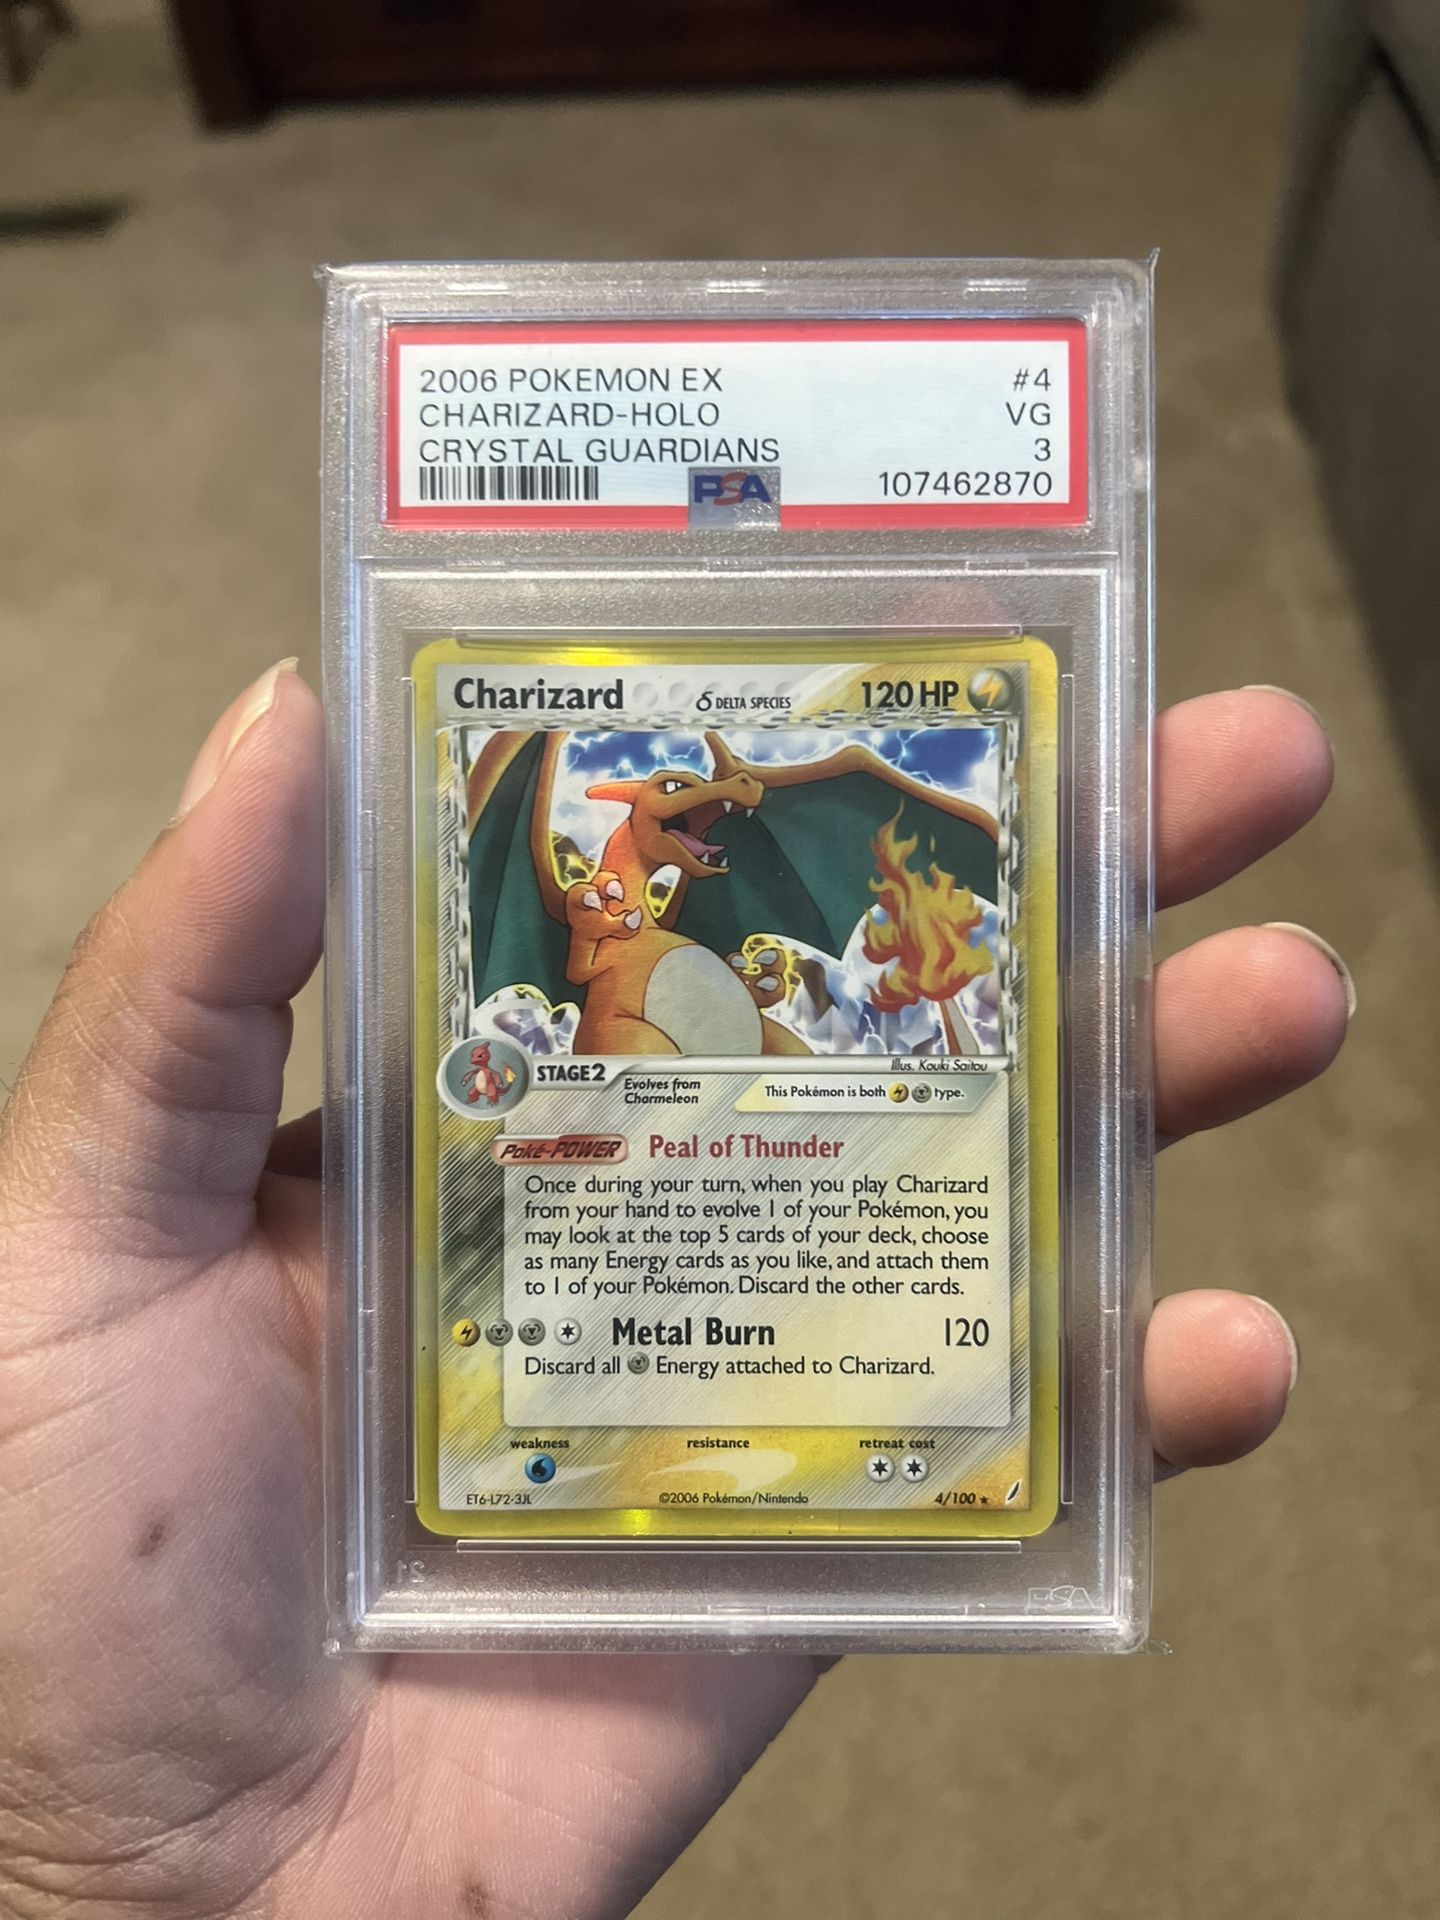 2006 POKEMON EX #4
CHARIZARD-HOLO VG
CRYSTAL GUARDIANS 3
PSA 107462870
Charizard δ DELTA SPECIES 120 HP
Illus. Kouki Saitou
STAGE 2 Evolves from Charmeleon
This Pokémon is both type.
Poké-POWER Peal of Thunder
Once during your turn, when you play Charizard
from your hand to evolve 1 of your Pokémon, you
may look at the top 5 cards of your deck, choose
as many Energy cards as you like, and attach them
to 1 of your Pokémon. Discard the other cards.
Metal Burn 120
Discard all Energy attached to Charizard.
weakness resistance retreat cost
ET6-L72-3JL ©2006 Pokémon/Nintendo 4/100 ★
21 PSA